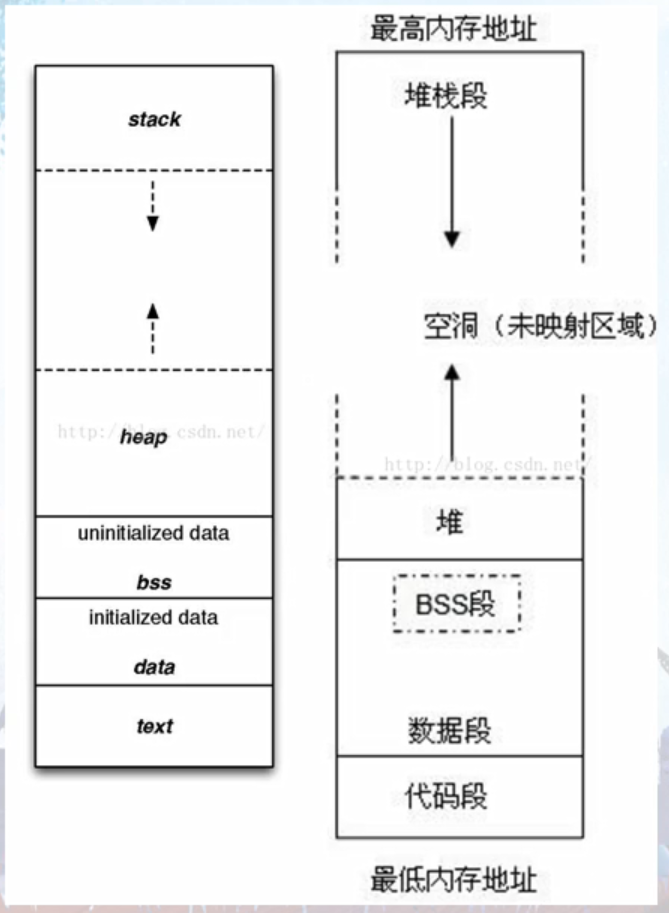 stack
heap
http://blog.csdn.net/
uninitialized data
bss
initialized data
data
text
最高内存地址
堆栈段
空洞（未映射区域）
http://blog.csdn.net/
堆
BSS段
数据段
代码段
最低内存地址